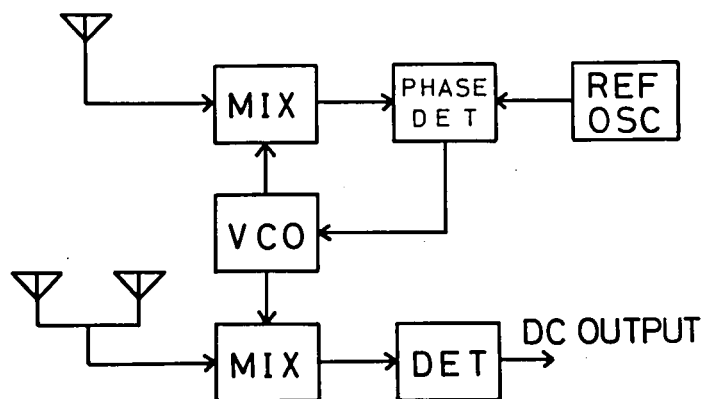 MIX
PHASE
DET
REF
OSC
VCO
MIX
DET
DC OUTPUT